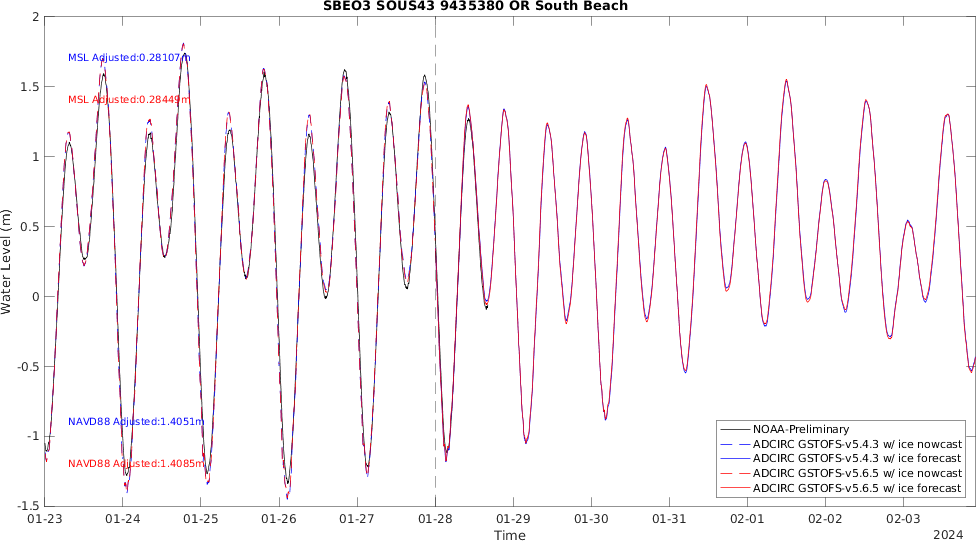 SBEO3 SOUS43 9435380 OR South Beach
2
1.5
1
0.5
0
-0.5
-1
-1.5
Water Level (m)
MSL Adjusted:0.28107m
MSL Adjusted:0.28449m
NAVD88 Adjusted:1.4051m
NAVD88 Adjusted:1.4085m
NOAA-Preliminary
ADCIRC GSTOFS-v5.4.3 w/ ice nowcast
ADCIRC GSTOFS-v5.4.3 w/ ice forecast
ADCIRC GSTOFS-v5.6.5 w/ ice nowcast
ADCIRC GSTOFS-v5.6.5 w/ ice forecast
01-23 01-24 01-25 01-26 01-27 01-28 01-29 01-30 01-31 02-01 02-02 02-03
Time
2024